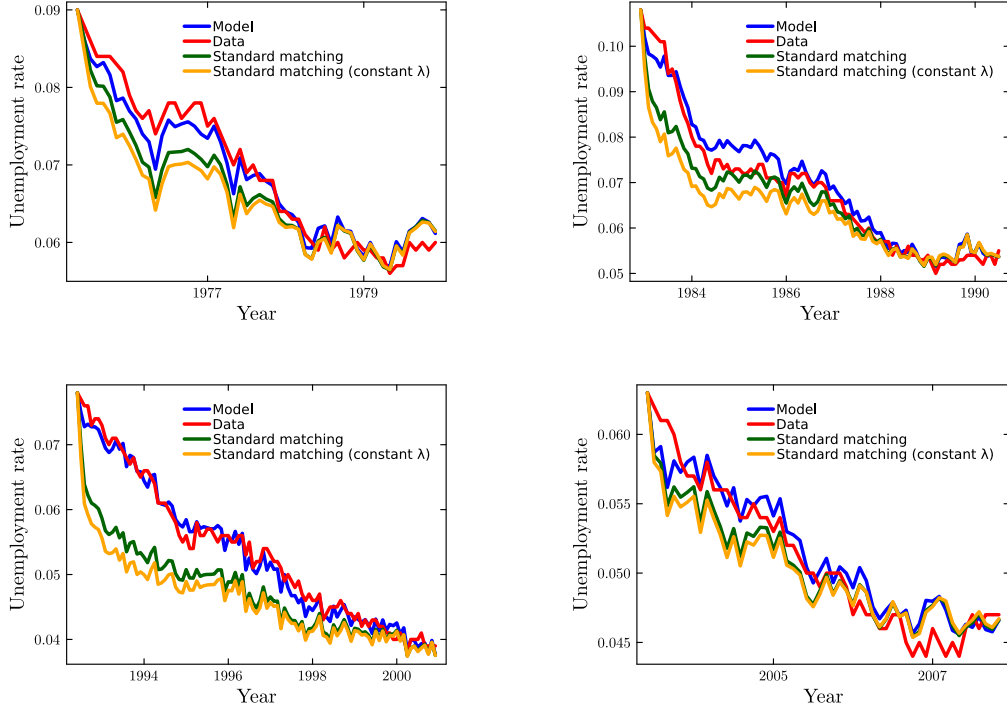 Unemployment rate
0.09
0.08
0.07
0.06
Model
Data
Standard matching
Standard matching (constant λ)
1977
1979
Year
Unemployment rate
0.10
0.09
0.08
0.07
0.06
0.05
Model
Data
Standard matching
Standard matching (constant λ)
1984
1986
1988
1990
Year
Unemployment rate
0.07
0.06
0.05
0.04
Model
Data
Standard matching
Standard matching (constant λ)
1994
1996
1998
2000
Year
Unemployment rate
0.060
0.055
0.050
0.045
Model
Data
Standard matching
Standard matching (constant λ)
2005
2007
Year